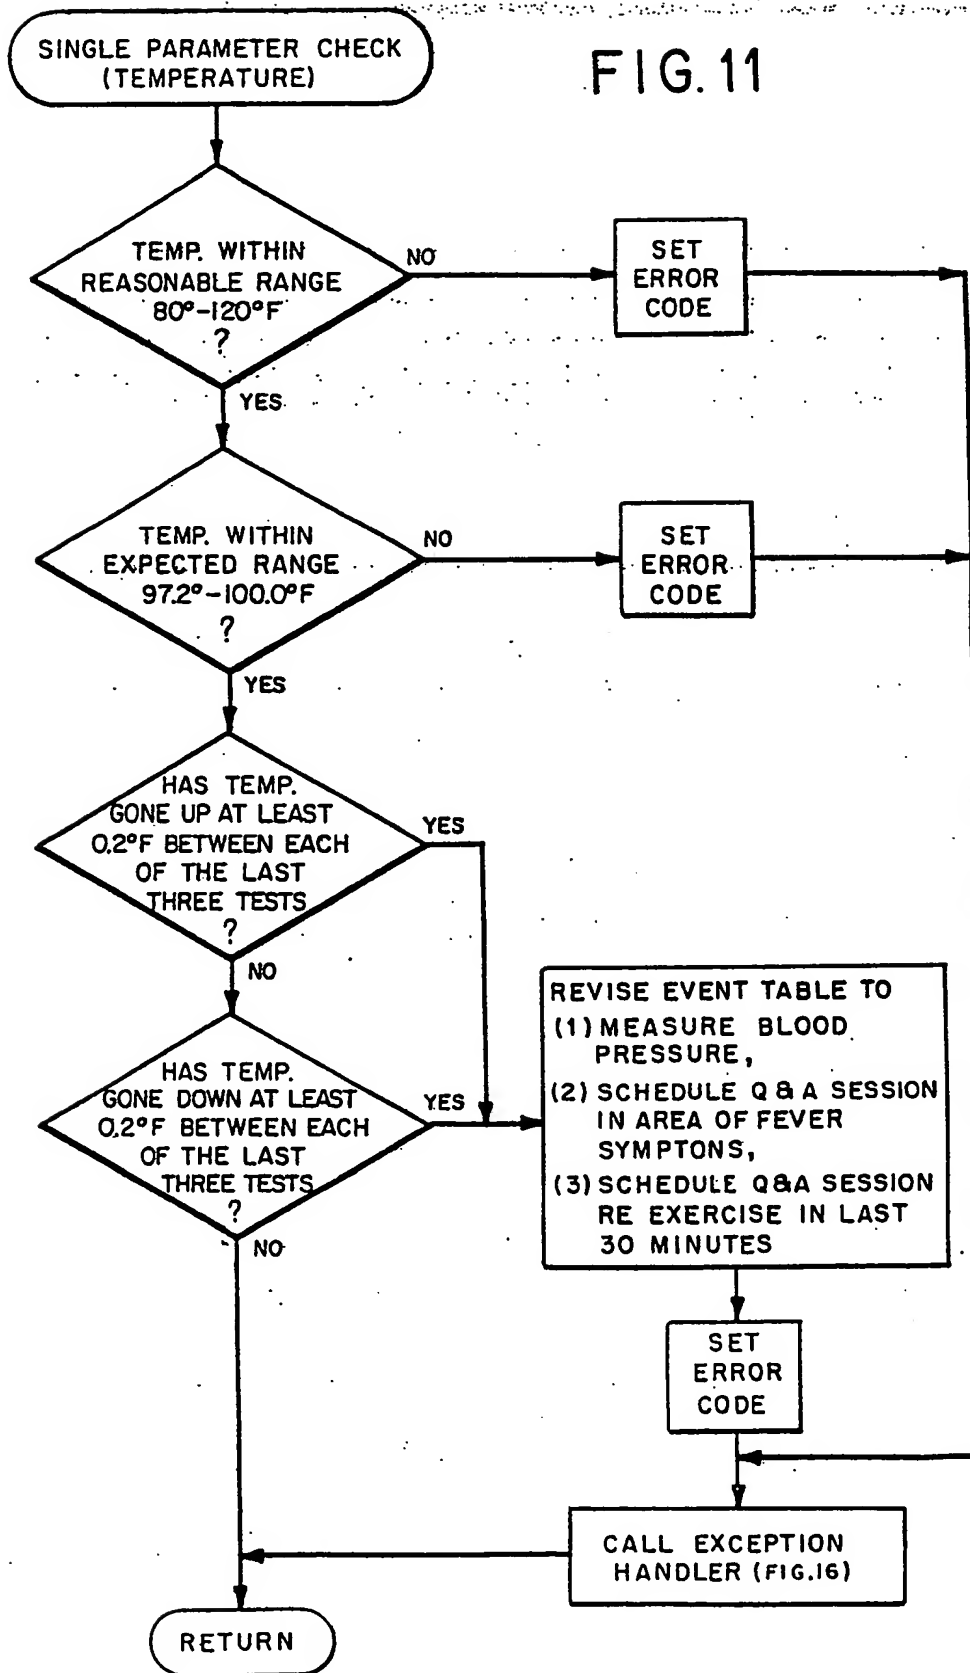 SINGLE PARAMETER CHECK
(TEMPERATURE)
FIG. 11
TEMP. WITHIN
REASONABLE RANGE
80°-120°F
?
NO
SET
ERROR
CODE
YES
TEMP. WITHIN
EXPECTED RANGE
97.2°-100.0°F
?
NO
SET
ERROR
CODE
YES
HAS TEMP.
GONE UP AT LEAST
0.2°F BETWEEN EACH
OF THE LAST
THREE TESTS
?
YES
NO
HAS TEMP.
GONE DOWN AT LEAST
0.2°F BETWEEN EACH
OF THE LAST
THREE TESTS
?
YES
NO
REVISE EVENT TABLE TO
(1) MEASURE BLOOD
PRESSURE,
(2) SCHEDULE Q & A SESSION
IN AREA OF FEVER
SYMPTONS,
(3) SCHEDULE Q&A SESSION
RE EXERCISE IN LAST
30 MINUTES
SET
ERROR
CODE
CALL EXCEPTION
HANDLER (FIG.16)
RETURN